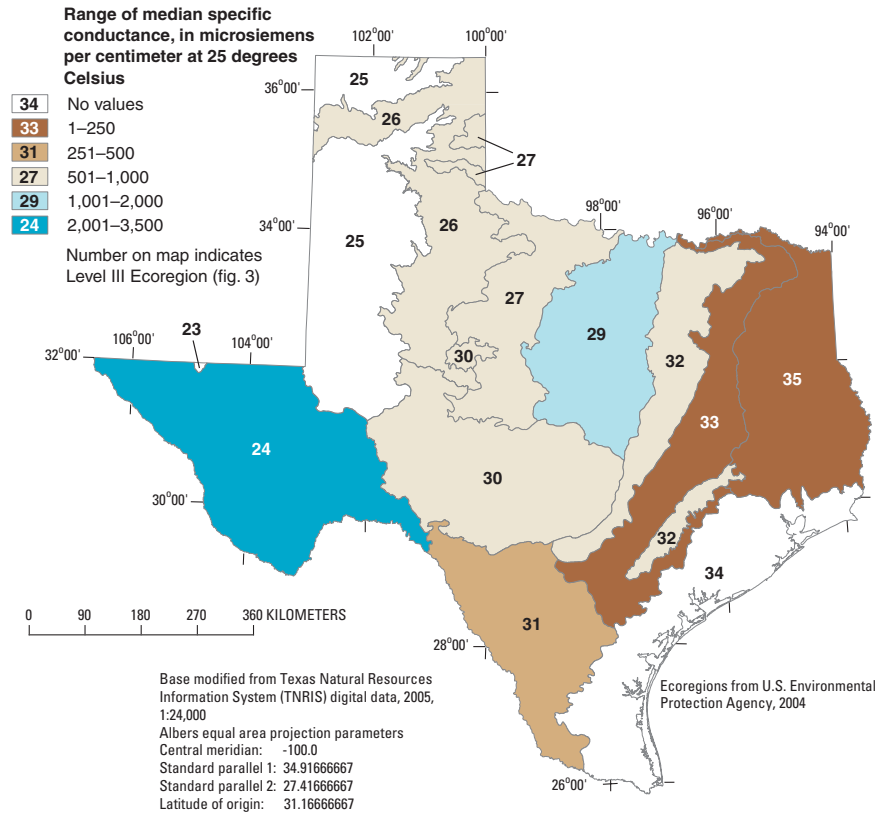 Range of median specific
conductance, in microsiemens
per centimeter at 25 degrees
Celsius
34 No values
33 1–250
31 251–500
27 501–1,000
29 1,001–2,000
24 2,001–3,500
Number on map indicates
Level III Ecoregion (fig. 3)
102°00'
100°00'
36°00'
25
26
27
98°00'
96°00'
94°00'
34°00'
25
26
27
29
23
32°00'
106°00'
104°00'
30
32
35
33
24
30
30°00'
32
34
0 90 180 270 360 KILOMETERS
31
28°00'
Base modified from Texas Natural Resources
Information System (TNRIS) digital data, 2005,
1:24,000
Albers equal area projection parameters
Central meridian: -100.0
Standard parallel 1: 34.91666667
Standard parallel 2: 27.41666667
Latitude of origin: 31.16666667
Ecoregions from U.S. Environmental
Protection Agency, 2004
26°00'